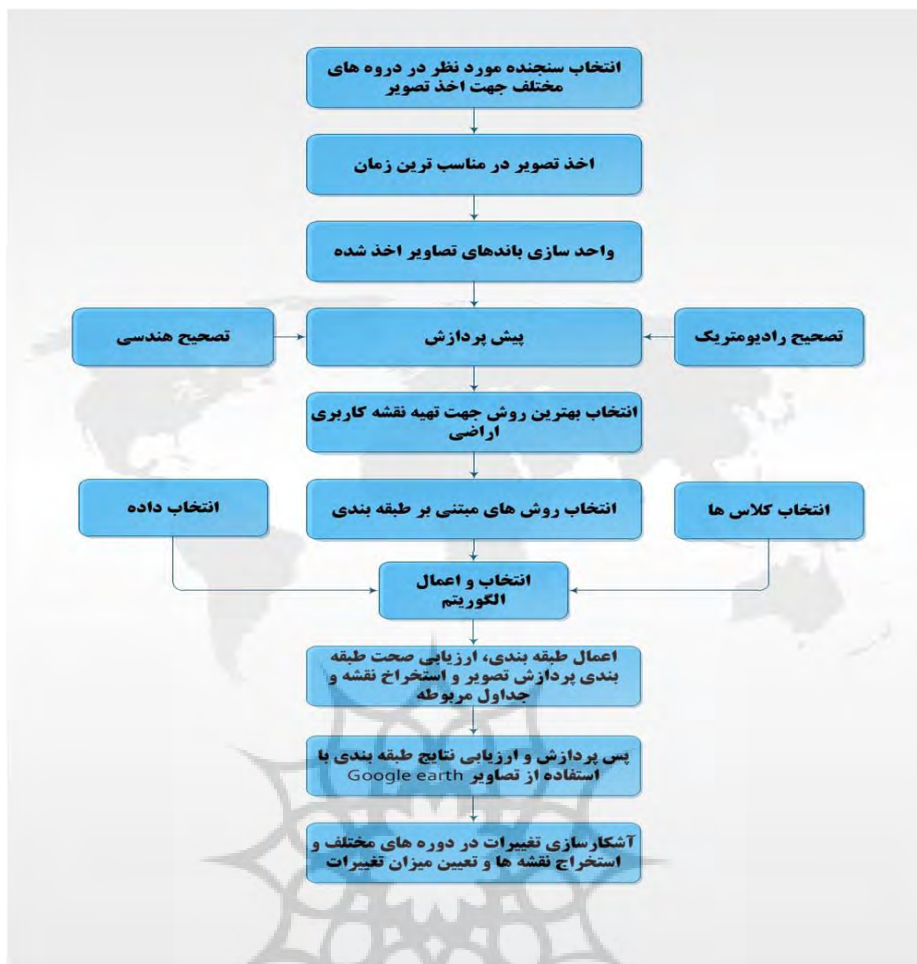 انتخاب سنجنده مورد نظر در دروه های
مختلف جهت اخذ تصویر
اخذ تصویر در مناسب ترین زمان
واحد سازی باندهای تصاویر اخذ شده
تصحیح رادیومتریک
پیش پردازش
تصحیح هندسی
انتخاب بهترین روش جهت تهیه نقشه کاربری
اراضی
انتخاب کلاس ها
انتخاب روش های مبتنی بر طبقه بندی
انتخاب داده
انتخاب و اعمال
الگوریتم
اعمال طبقه بندی، ارزیابی صحت طبقه
بندی پردازش تصویر و استخراخ نقشه و
جداول مربوطه
پس پردازش و ارزیابی نتایج طبقه بندی با
استفاده از تصاویر Google earth
آشکارسازی تغییرات در دوره های مختلف و
استخراج نقشه ها و تعیین میزان تغییرات